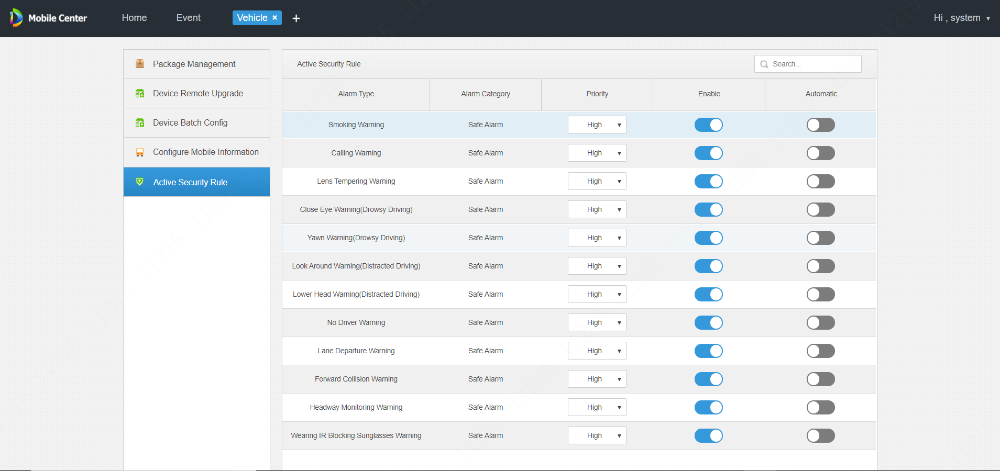 Mobile Center Home Event Vehicle × + Hi , system ▼
Package Management
Device Remote Upgrade
Device Batch Config
Configure Mobile Information
Active Security Rule
Active Security Rule Search...
Alarm Type Alarm Category Priority Enable Automatic
Smoking Warning Safe Alarm High ▼
Calling Warning Safe Alarm High ▼
Lens Tempering Warning Safe Alarm High ▼
Close Eye Warning(Drowsy Driving) Safe Alarm High ▼
Yawn Warning(Drowsy Driving) Safe Alarm High ▼
Look Around Warning(Distracted Driving) Safe Alarm High ▼
Lower Head Warning(Distracted Driving) Safe Alarm High ▼
No Driver Warning Safe Alarm High ▼
Lane Departure Warning Safe Alarm High ▼
Forward Collision Warning Safe Alarm High ▼
Headway Monitoring Warning Safe Alarm High ▼
Wearing IR Blocking Sunglasses Warning Safe Alarm High ▼
11215